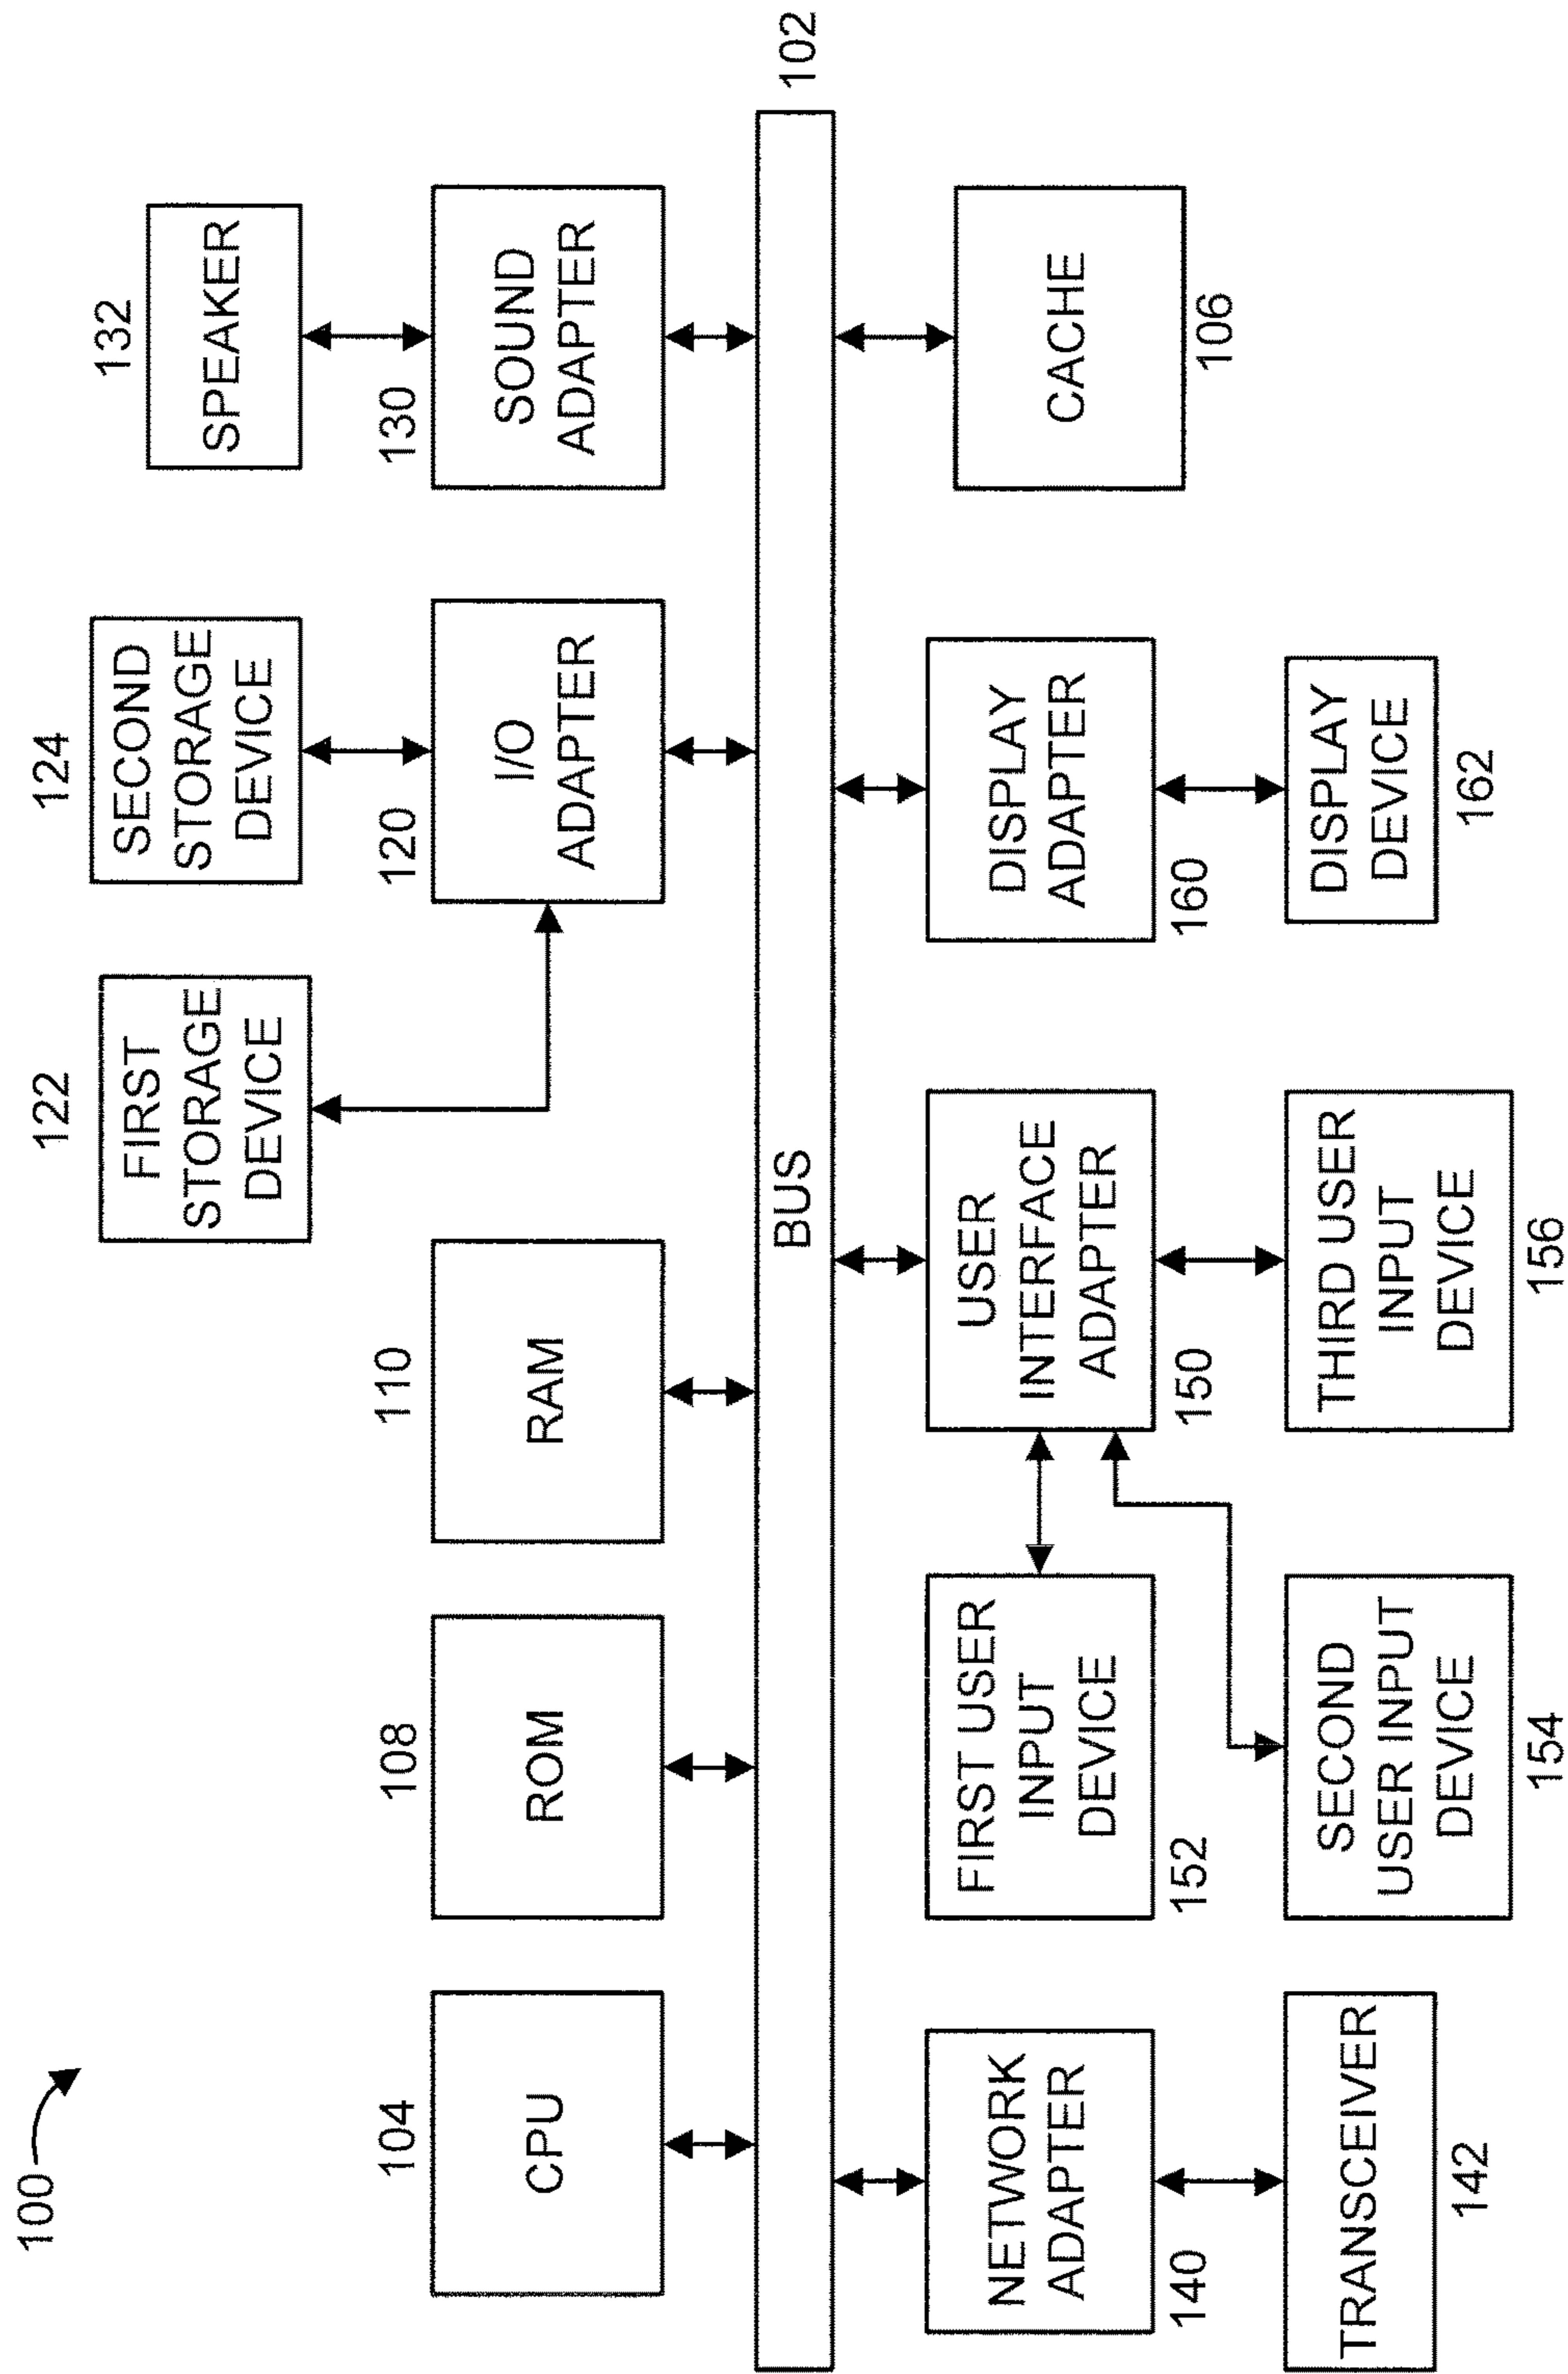 100
122
FIRST
STORAGE
DEVICE
124
SECOND
STORAGE
DEVICE
132
SPEAKER
104
CPU
108
ROM
110
RAM
120
I/O
ADAPTER
130
SOUND
ADAPTER
BUS
102
NETWORK
ADAPTER
140
FIRST USER
INPUT
DEVICE
152
USER
INTERFACE
ADAPTER
150
DISPLAY
ADAPTER
160
CACHE
106
TRANSCEIVER
142
SECOND
USER INPUT
DEVICE
154
THIRD USER
INPUT
DEVICE
156
DISPLAY
DEVICE
162